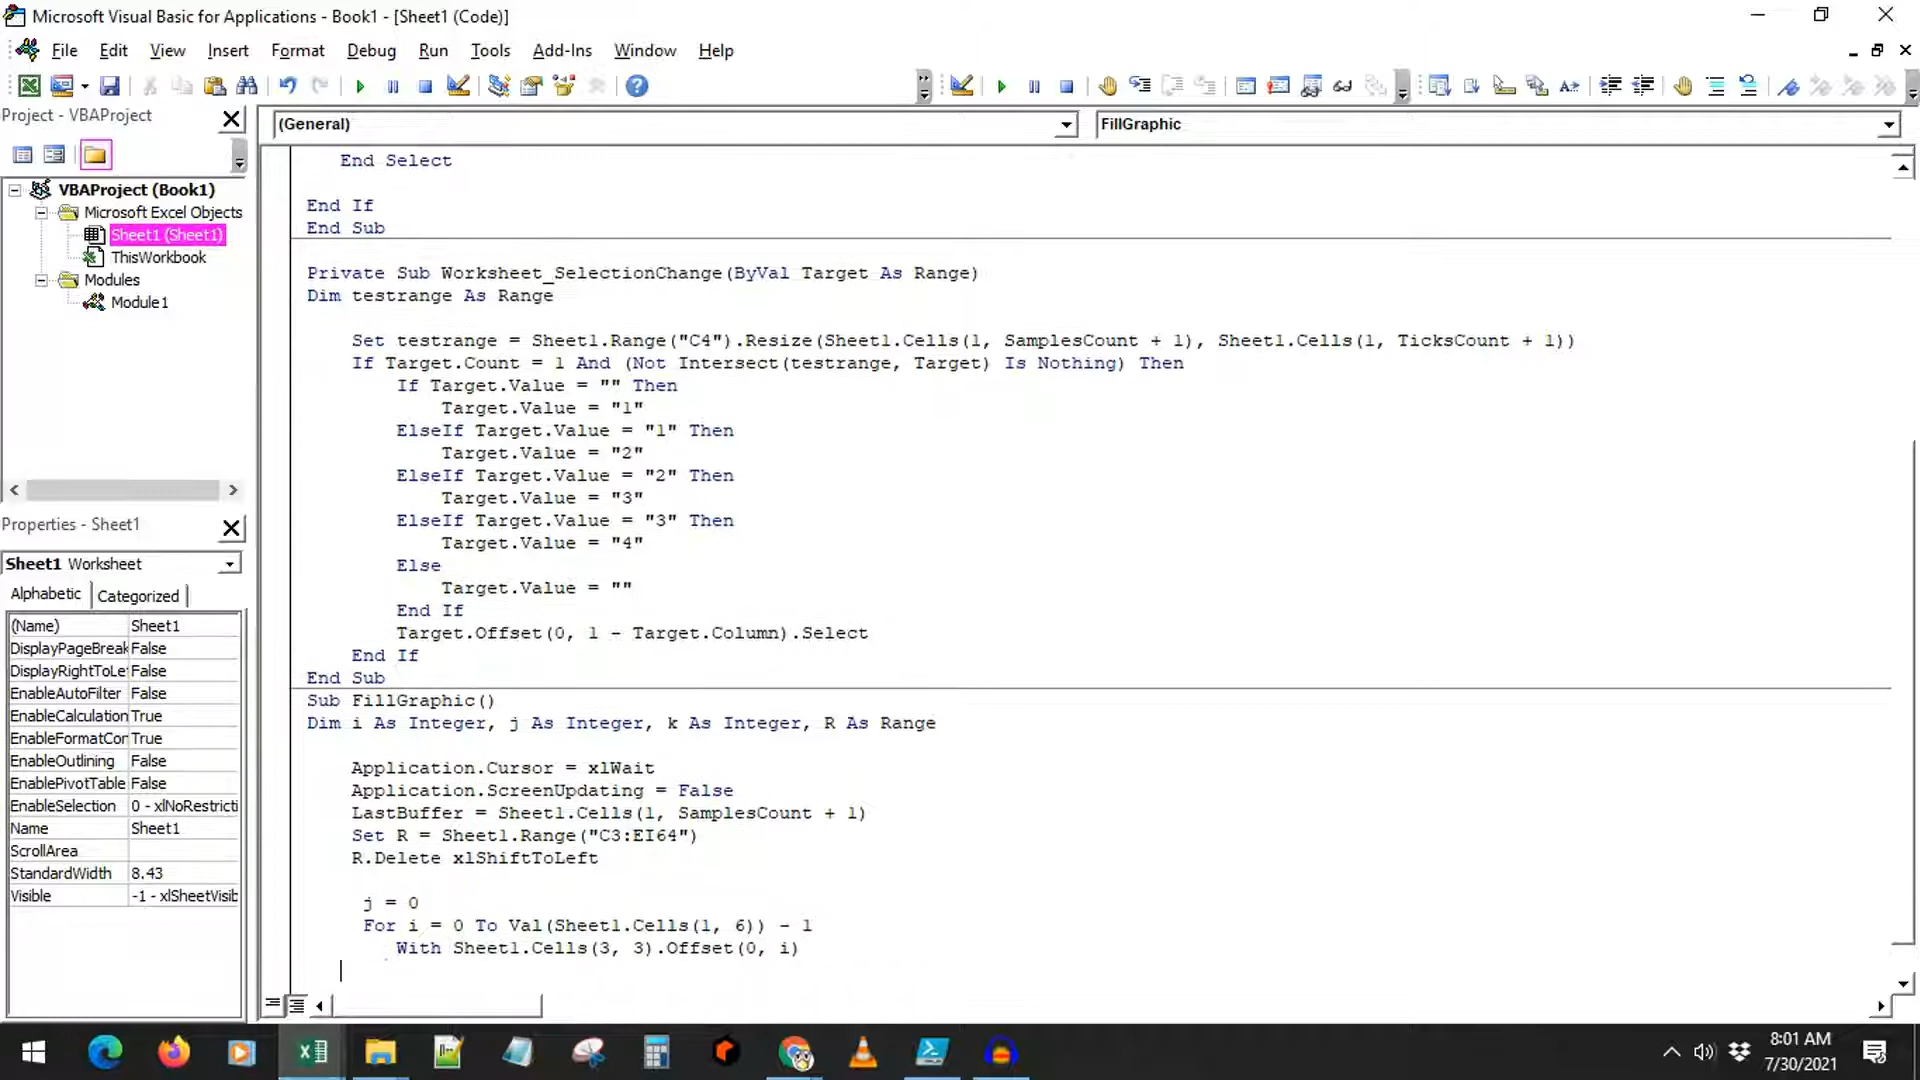 Microsoft Visual Basic for Applications - Book1 - [Sheet1 (Code)]
File Edit View Insert Format Debug Run Tools Add-Ins Window Help
Project - VBAProject
(General)
FillGraphic
VBAProject (Book1)
Microsoft Excel Objects
Sheet1 (Sheet1)
ThisWorkbook
Modules
Module1
Properties - Sheet1
Sheet1 Worksheet
Alphabetic Categorized
(Name) Sheet1
DisplayPageBreak False
DisplayRightToLe False
EnableAutoFilter False
EnableCalculation True
EnableFormatCor True
EnableOutlining False
EnablePivotTable False
EnableSelection 0 - xlNoRestricti
Name Sheet1
ScrollArea
StandardWidth 8.43
Visible -1 - xlSheetVisib
End Select
End If
End Sub
Private Sub Worksheet_SelectionChange(ByVal Target As Range)
Dim testrange As Range
Set testrange = Sheet1.Range("C4").Resize(Sheet1.Cells(1, SamplesCount + 1), Sheet1.Cells(1, TicksCount + 1))
If Target.Count = 1 And (Not Intersect(testrange, Target) Is Nothing) Then
If Target.Value = "" Then
Target.Value = "1"
ElseIf Target.Value = "1" Then
Target.Value = "2"
ElseIf Target.Value = "2" Then
Target.Value = "3"
ElseIf Target.Value = "3" Then
Target.Value = "4"
Else
Target.Value = ""
End If
Target.Offset(0, 1 - Target.Column).Select
End If
End Sub
Sub FillGraphic()
Dim i As Integer, j As Integer, k As Integer, R As Range
Application.Cursor = xlWait
Application.ScreenUpdating = False
LastBuffer = Sheet1.Cells(1, SamplesCount + 1)
Set R = Sheet1.Range("C3:EI64")
R.Delete xlShiftToLeft
j = 0
For i = 0 To Val(Sheet1.Cells(1, 6)) - 1
With Sheet1.Cells(3, 3).Offset(0, i)
8:01 AM
7/30/2021